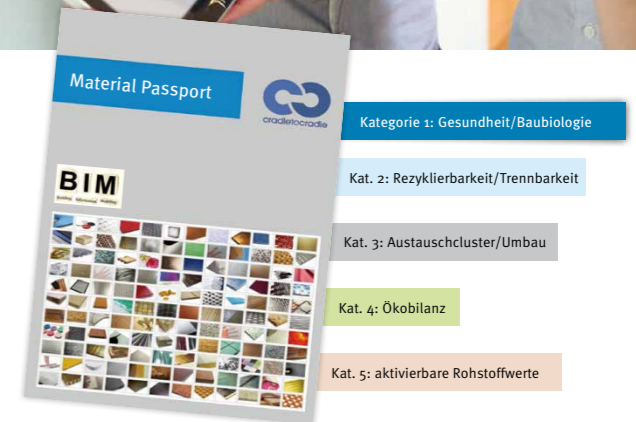 Material Passport
cradletocradle
BIM
Kategorie 1: Gesundheit/Baubiologie
Kat. 2: Rezyklierbarkeit/Trennbarkeit
Kat. 3: Austauschcluster/Umbau
Kat. 4: Ökobilanz
Kat. 5: aktivierbare Rohstoffwerte